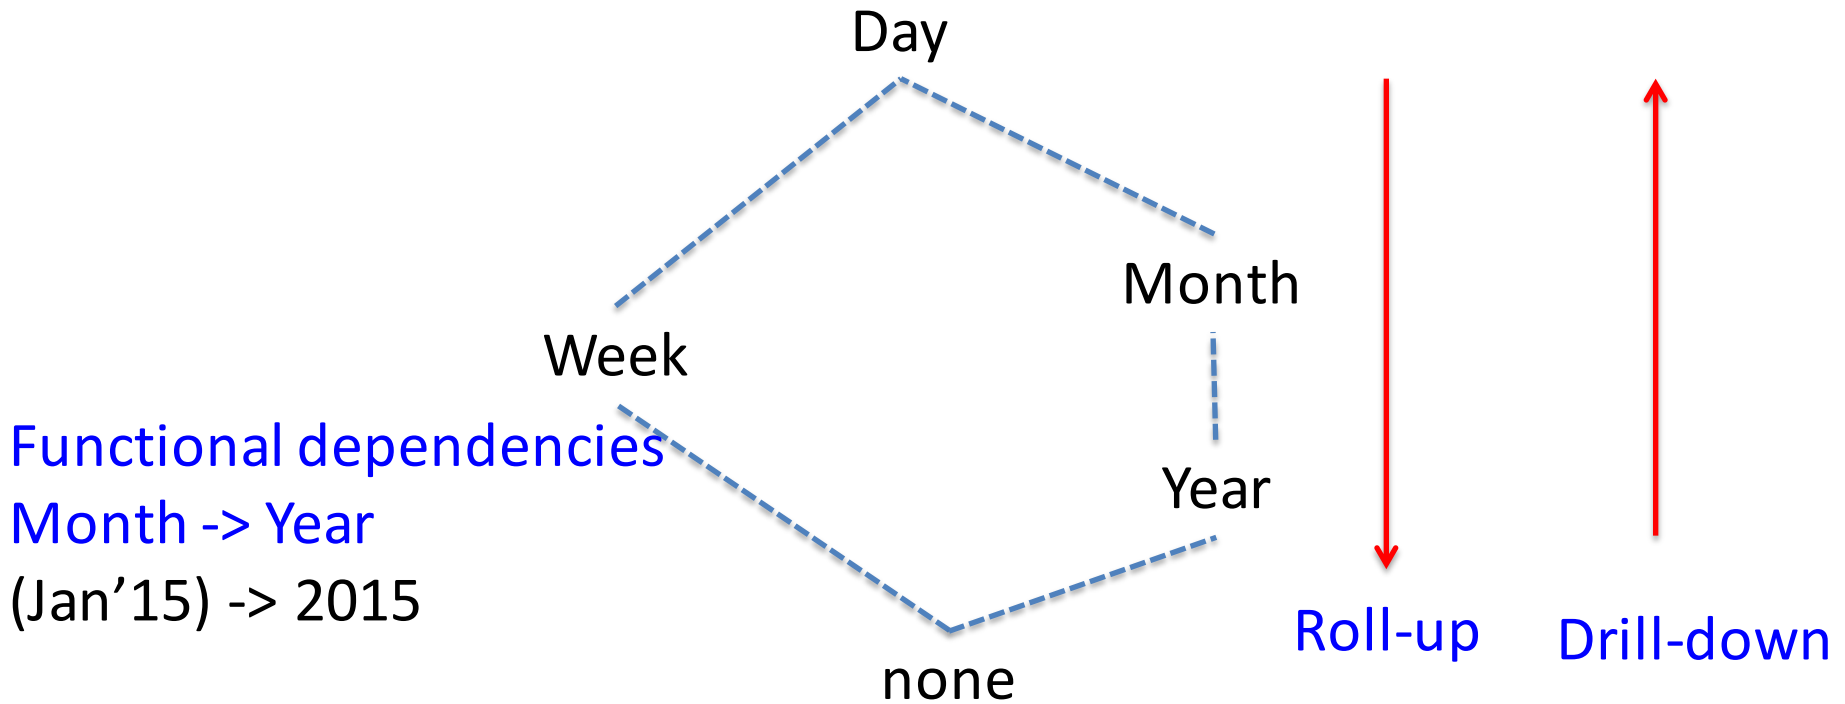 Day
Month
Week
Functional dependencies
Month -> Year
(Jan’15) -> 2015
Year
none
Roll-up
Drill-down